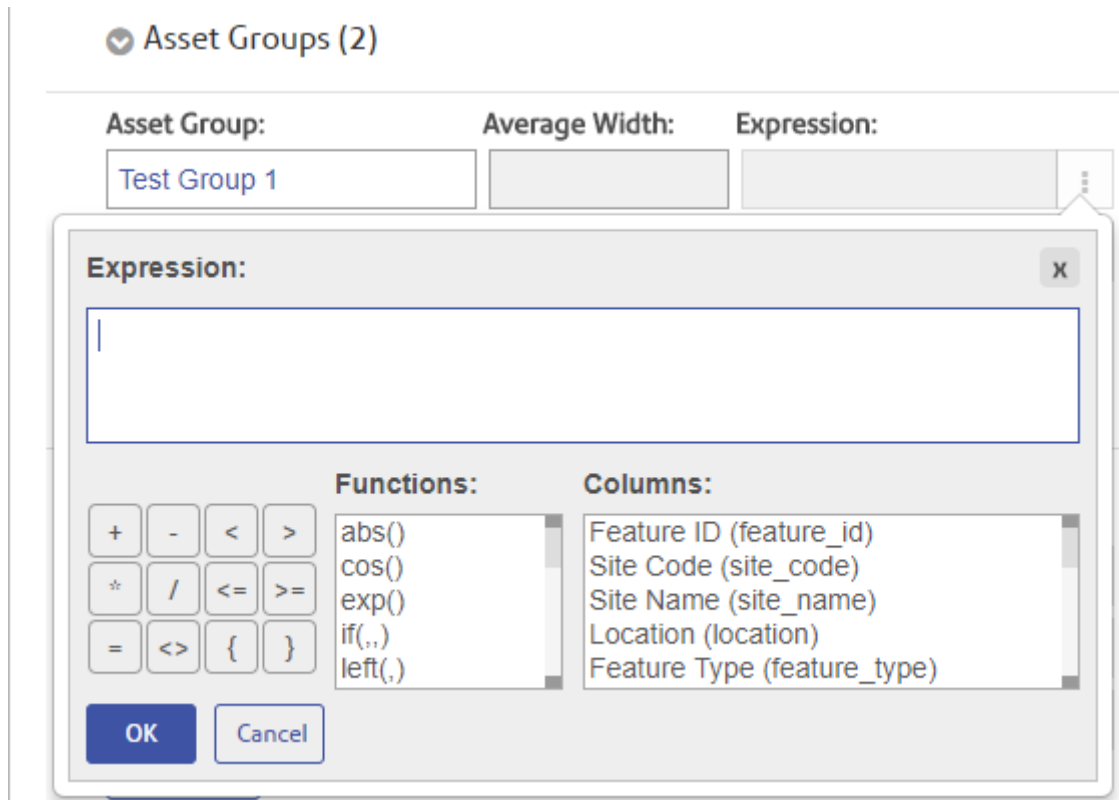 Asset Groups (2)
Asset Group: Average Width: Expression:
Test Group 1
Expression: x
Functions: Columns:
+ - < >
* / <= >=
= <> { }
abs()
cos()
exp()
if(,,)
left(,)
Feature ID (feature_id)
Site Code (site_code)
Site Name (site_name)
Location (location)
Feature Type (feature_type)
OK Cancel